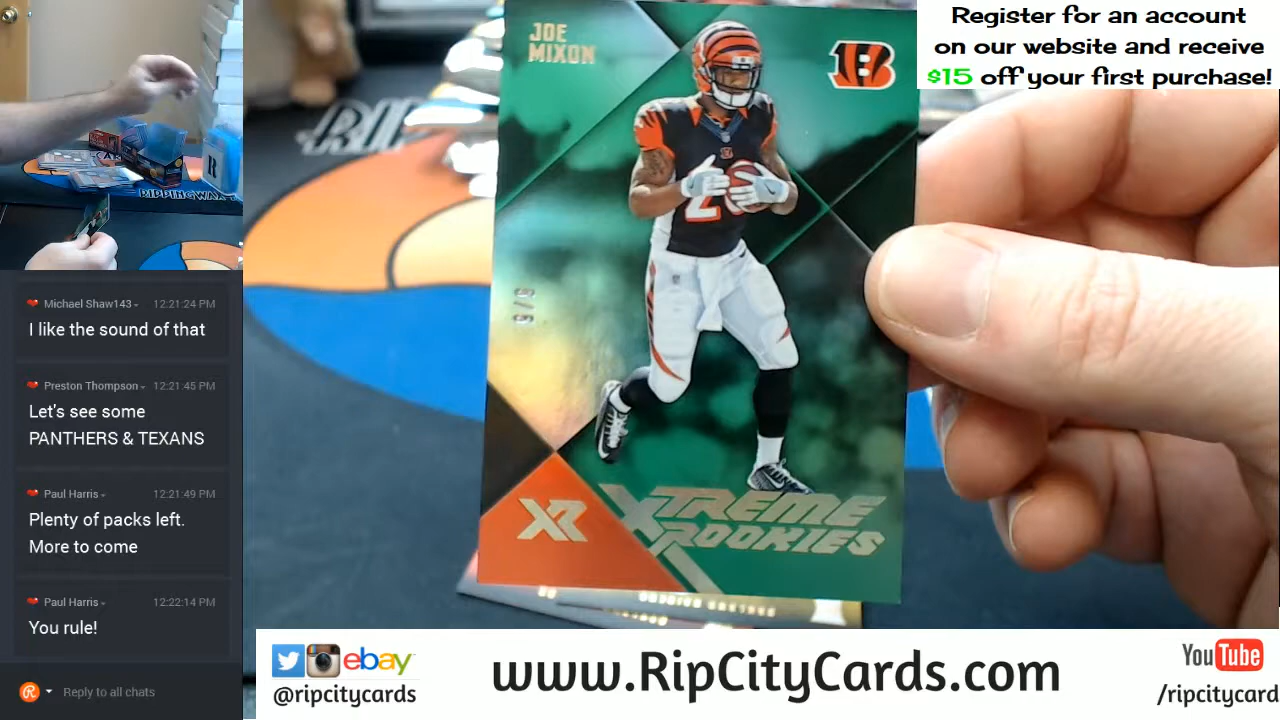 Register for an account
on our website and receive
$15 off your first purchase!
JOE
MIXON
B
XR
XTREME
ROOKIES
RIPPINGWAX
R
Michael Shaw143
12:21:24 PM
I like the sound of that
Preston Thompson
12:21:45 PM
Let's see some
PANTHERS & TEXANS
Paul Harris
12:21:49 PM
Plenty of packs left.
More to come
Paul Harris
12:22:14 PM
You rule!
Reply to all chats
ebay
@ripcitycards
www.RipCityCards.com
YouTube
/ripcitycard